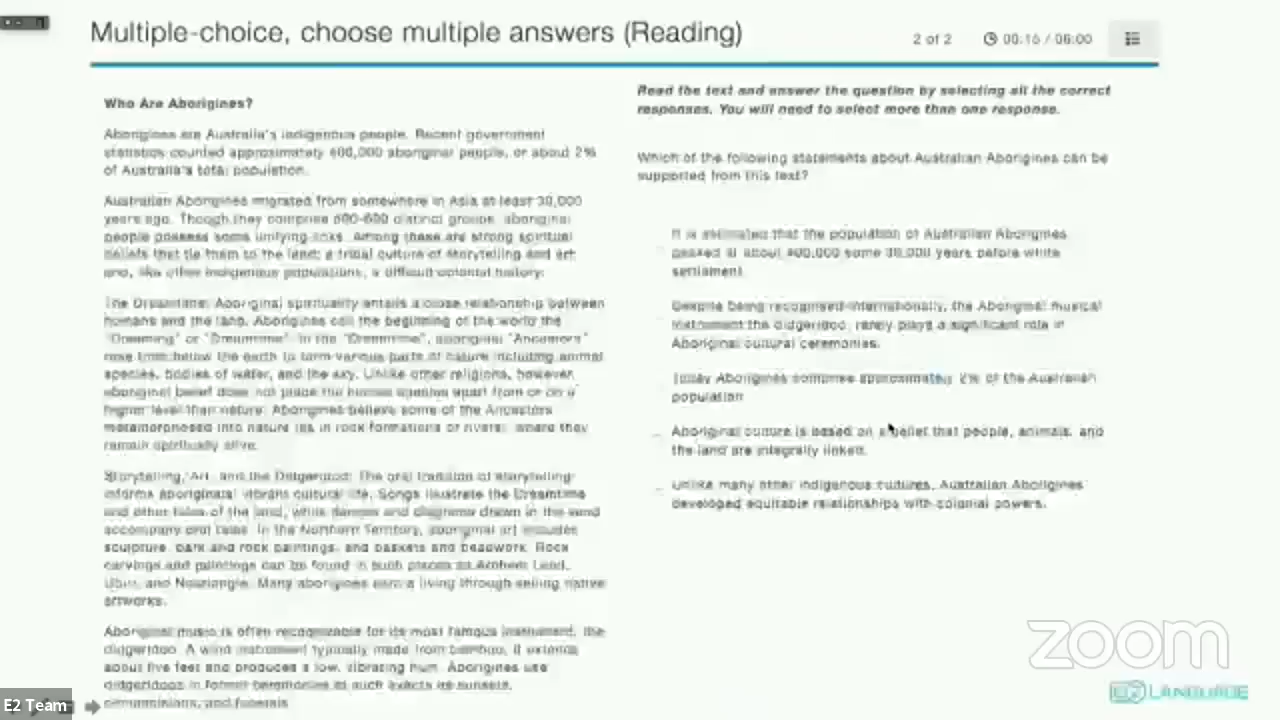 Multiple-choice, choose multiple answers (Reading)
2 of 2
00:16 / 06:00
Who Are Aborigines?
Aborigines are Australia's indigenous people. Recent government
statistics counted approximately 400,000 aboriginal people, or about 2%
of Australia's total population.
Australian Aborigines migrated from somewhere in Asia at least 30,000
years ago. Though they comprise 500-600 distinct groups, aboriginal
people possess some unifying links. Among these are strong spiritual
beliefs that tie them to the land; a tribal culture of storytelling and art;
and, like other indigenous populations, a difficult colonial history.
The Dreamtime: Aboriginal spirituality entails a close relationship between
humans and the land. Aborigines call the beginning of the world the
"Dreaming" or "Dreamtime". In the "Dreamtime", aboriginal "Ancestors"
rose from below the earth to form various parts of nature including animal
species, bodies of water, and the sky. Unlike other religions, however,
aboriginal belief does not place the human species apart from or on a
higher level than nature. Aborigines believe some of the Ancestors
metamorphosed into nature (as in rock formations or rivers), where they
remain spiritually alive.
Storytelling, Art, and the Didgeridoo: The oral tradition of storytelling
informs aboriginals' vibrant cultural life. Songs illustrate the Dreamtime
and other tales of the land, while dances and diagrams drawn in the sand
accompany oral tales. In the Northern Territory, aboriginal art includes
sculpture, bark and rock paintings, and baskets and beadwork. Rock
carvings and paintings can be found in such places as Arnhem Land,
Ubirr, and Nourlangie. Many aborigines earn a living through selling native
artworks.
Aboriginal music is often recognizable for its most famous instrument, the
didgeridoo. A wind instrument typically made from bamboo, it extends
about five feet and produces a low, vibrating hum. Aborigines use
didgeridoos in formal ceremonies at such events as sunsets,
circumcisions, and funerals.
Read the text and answer the question by selecting all the correct
responses. You will need to select more than one response.
Which of the following statements about Australian Aborigines can be
supported from this text?
It is estimated that the population of Australian Aborigines
peaked at about 400,000 some 30,000 years before white
settlement.
Despite being recognised internationally, the Aboriginal musical
instrument the didgeridoo, rarely plays a significant role in
Aboriginal cultural ceremonies.
Today Aborigines comprise approximately 2% of the Australian
population
Aboriginal culture is based on a belief that people, animals, and
the land are integrally linked.
Unlike many other indigenous cultures, Australian Aborigines
developed equitable relationships with colonial powers.
zoom
E2 LANGUAGE
E2 Team